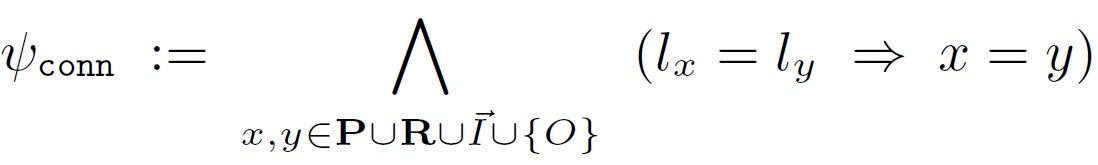 ψ_conn := ⋀ (l_x = l_y ⇒ x = y)
x,y∈P∪R∪I⃗∪{O}